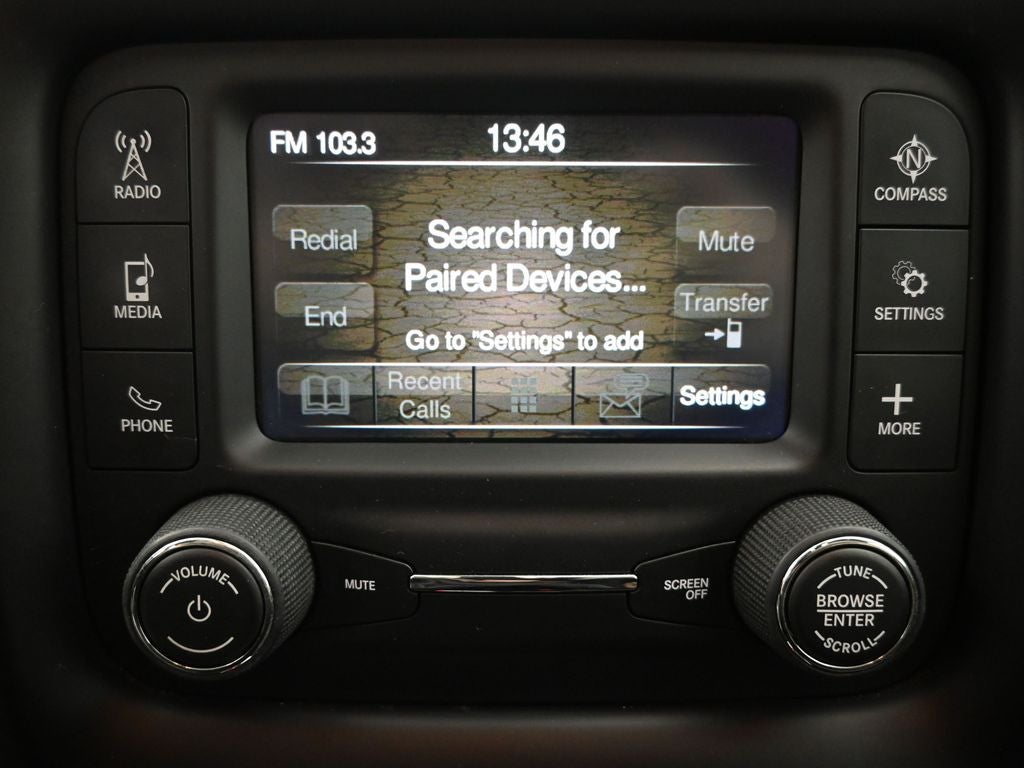 FM 103.3
13:46
Redial
Searching for
Paired Devices...
Mute
End
Go to "Settings" to add
Transfer
Recent
Calls
Settings
RADIO
MEDIA
PHONE
N
COMPASS
SETTINGS
MORE
VOLUME
MUTE
SCREEN
OFF
TUNE
BROWSE
ENTER
SCROLL